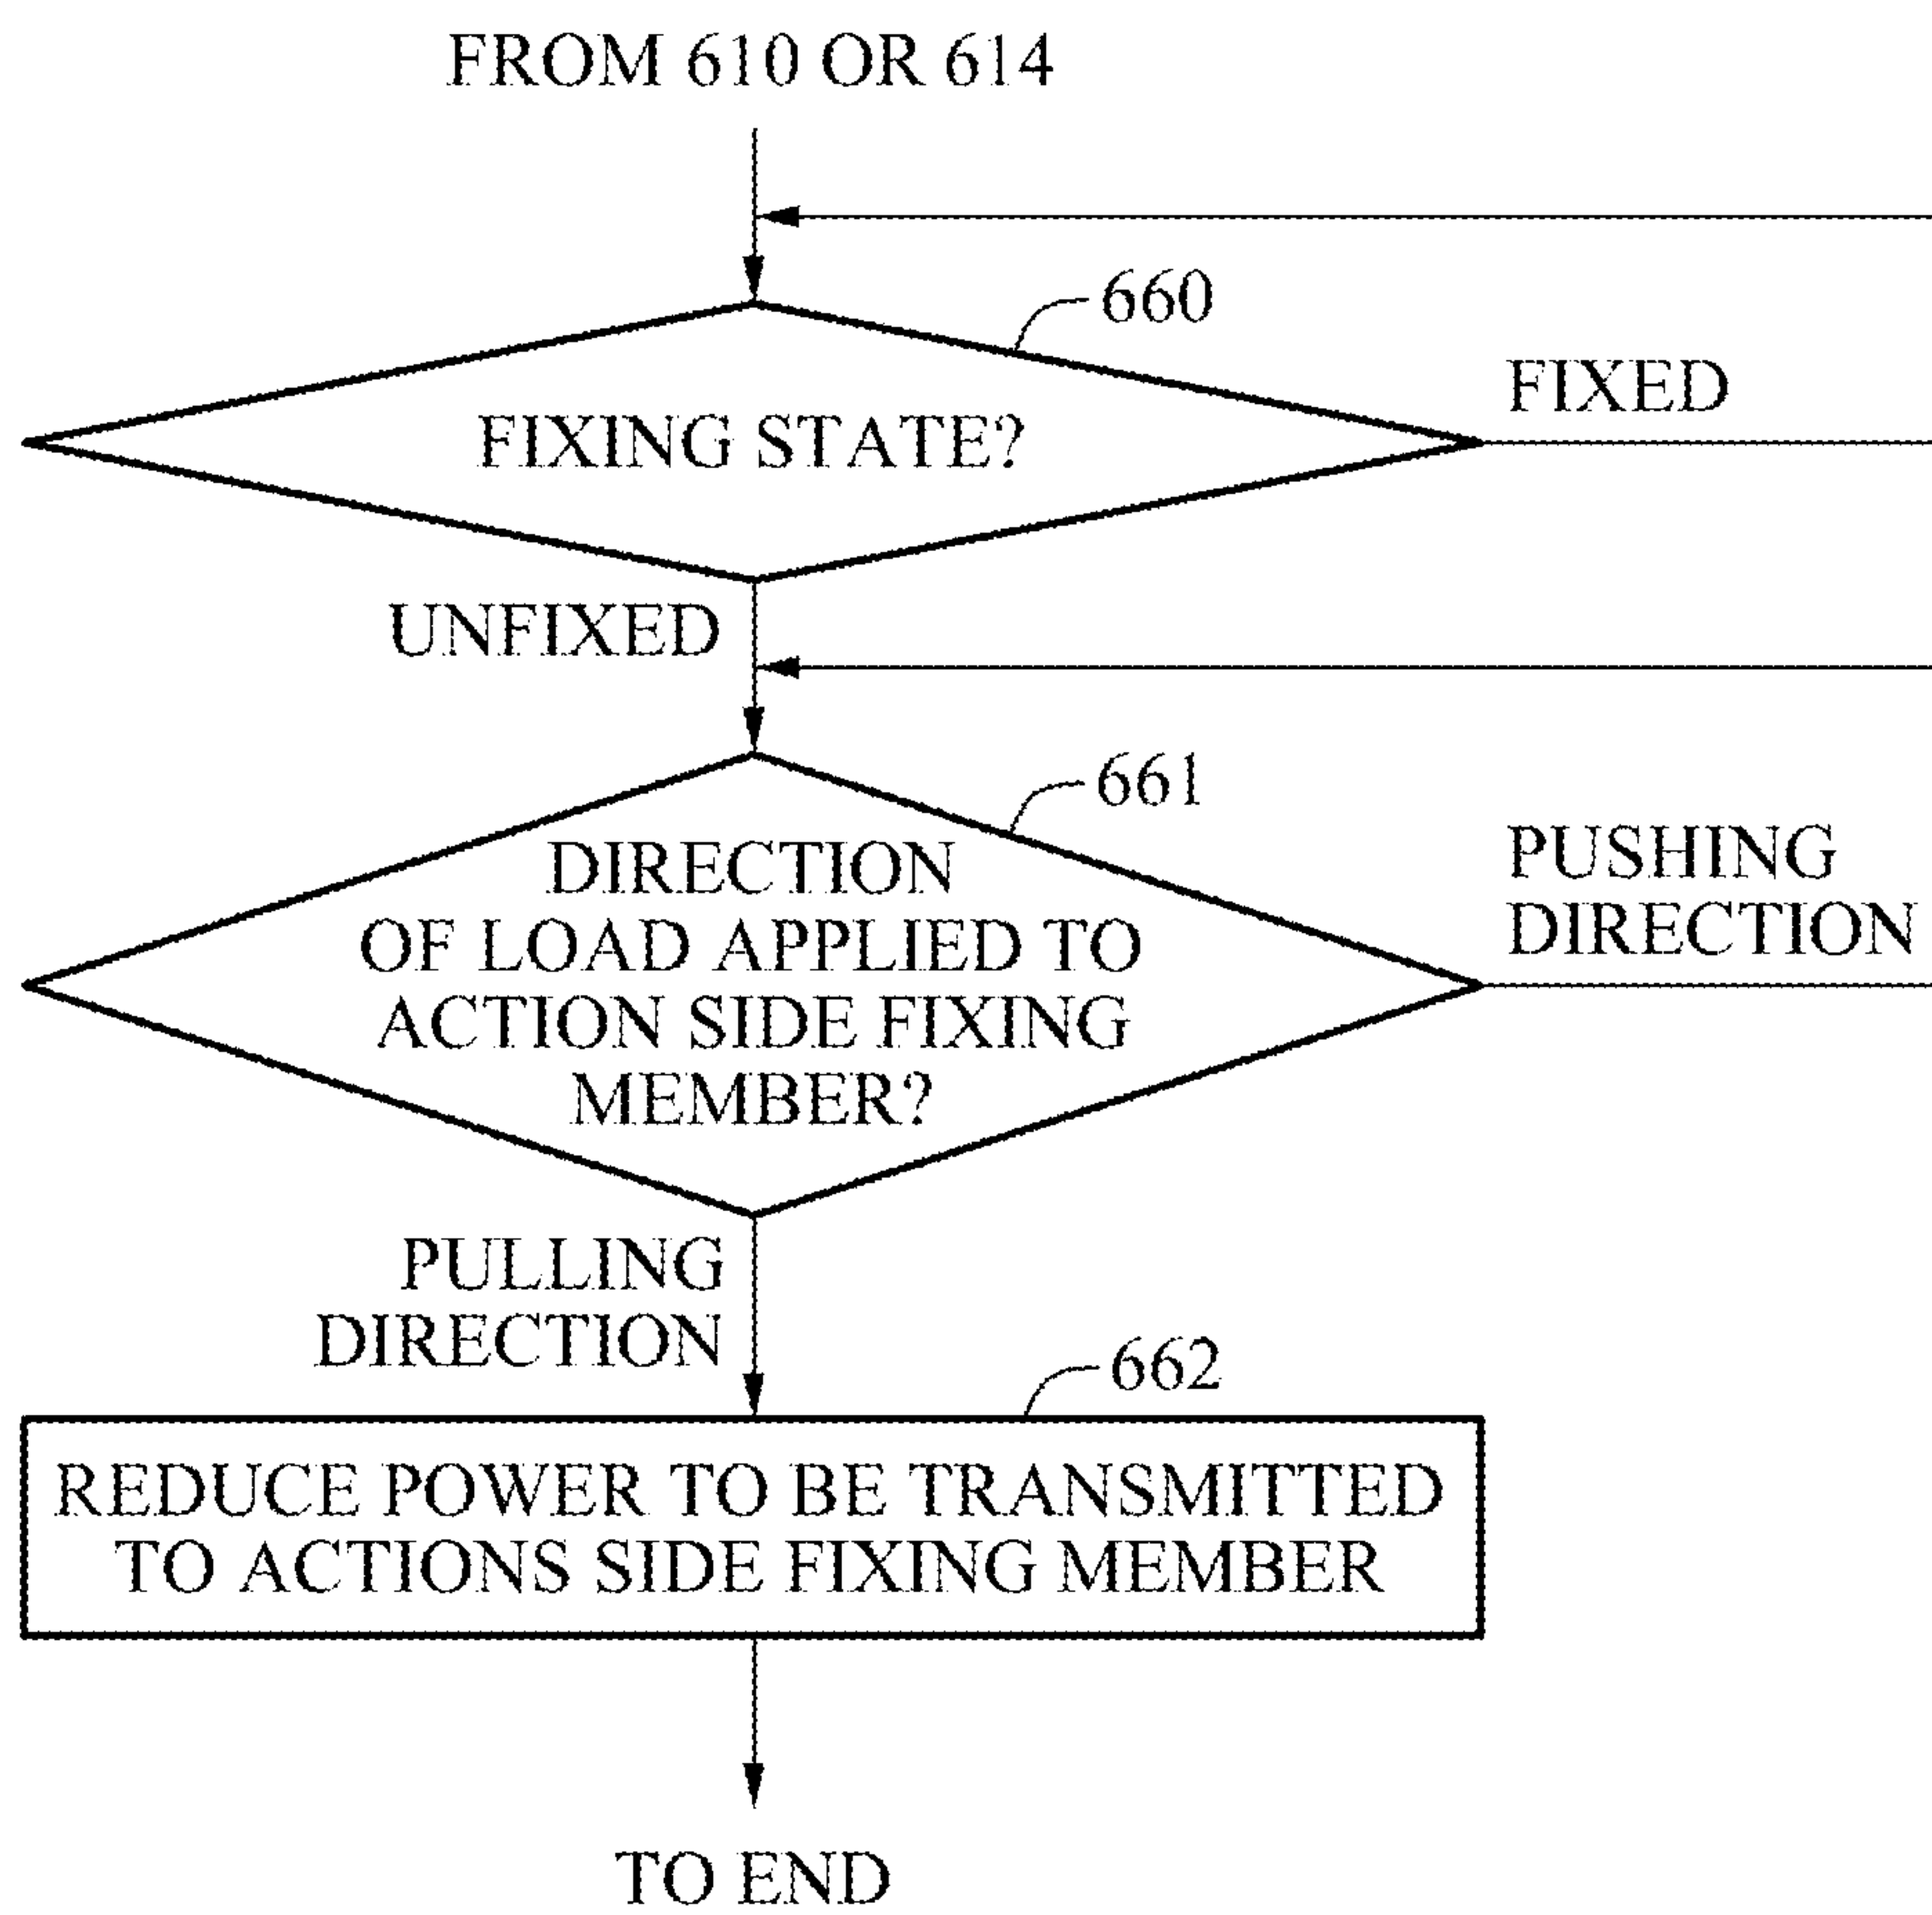 FROM 610 OR 614
660
FIXED
FIXING STATE?
UNFIXED
661
PUSHING
DIRECTION
DIRECTION
OF LOAD APPLIED TO
ACTION SIDE FIXING
MEMBER?
PULLING
DIRECTION
662
REDUCE POWER TO BE TRANSMITTED
TO ACTIONS SIDE FIXING MEMBER
TO END